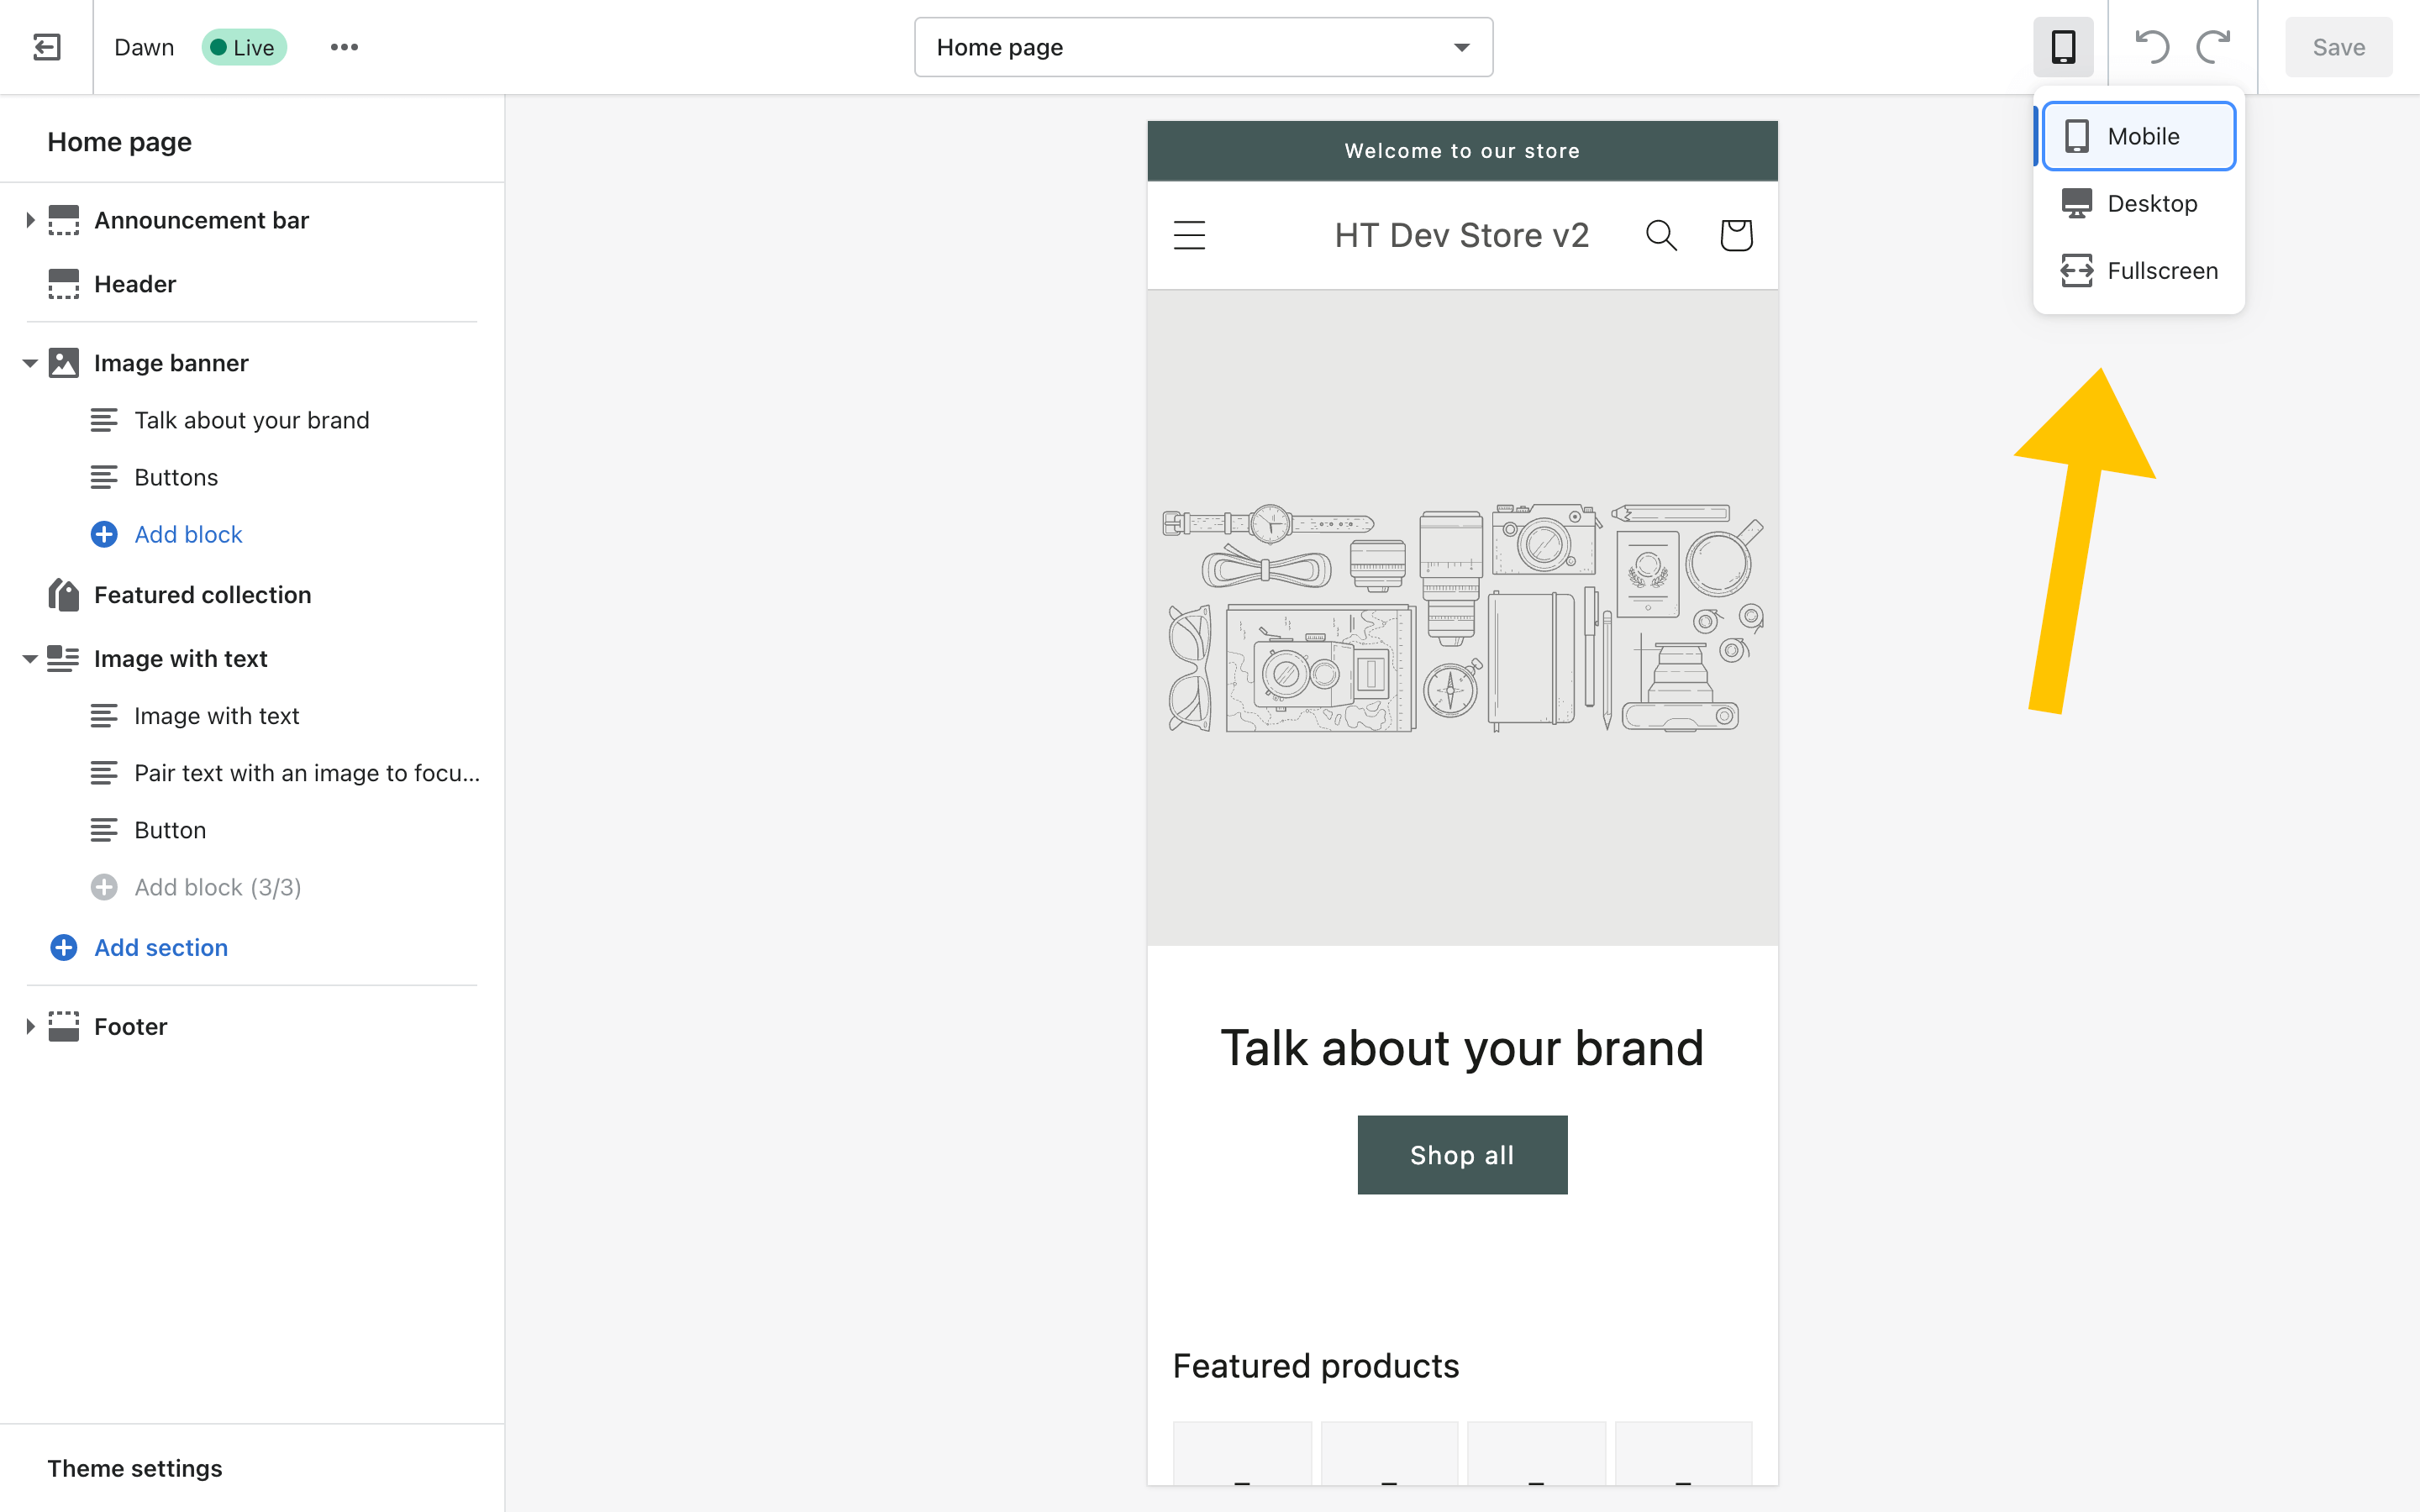 Dawn
Live
Home page
Save
Home page
Announcement bar
Header
Image banner
Talk about your brand
Buttons
Add block
Featured collection
Image with text
Image with text
Pair text with an image to focu...
Button
Add block (3/3)
Add section
Footer
Theme settings
Welcome to our store
HT Dev Store v2
Talk about your brand
Shop all
Featured products
Mobile
Desktop
Fullscreen